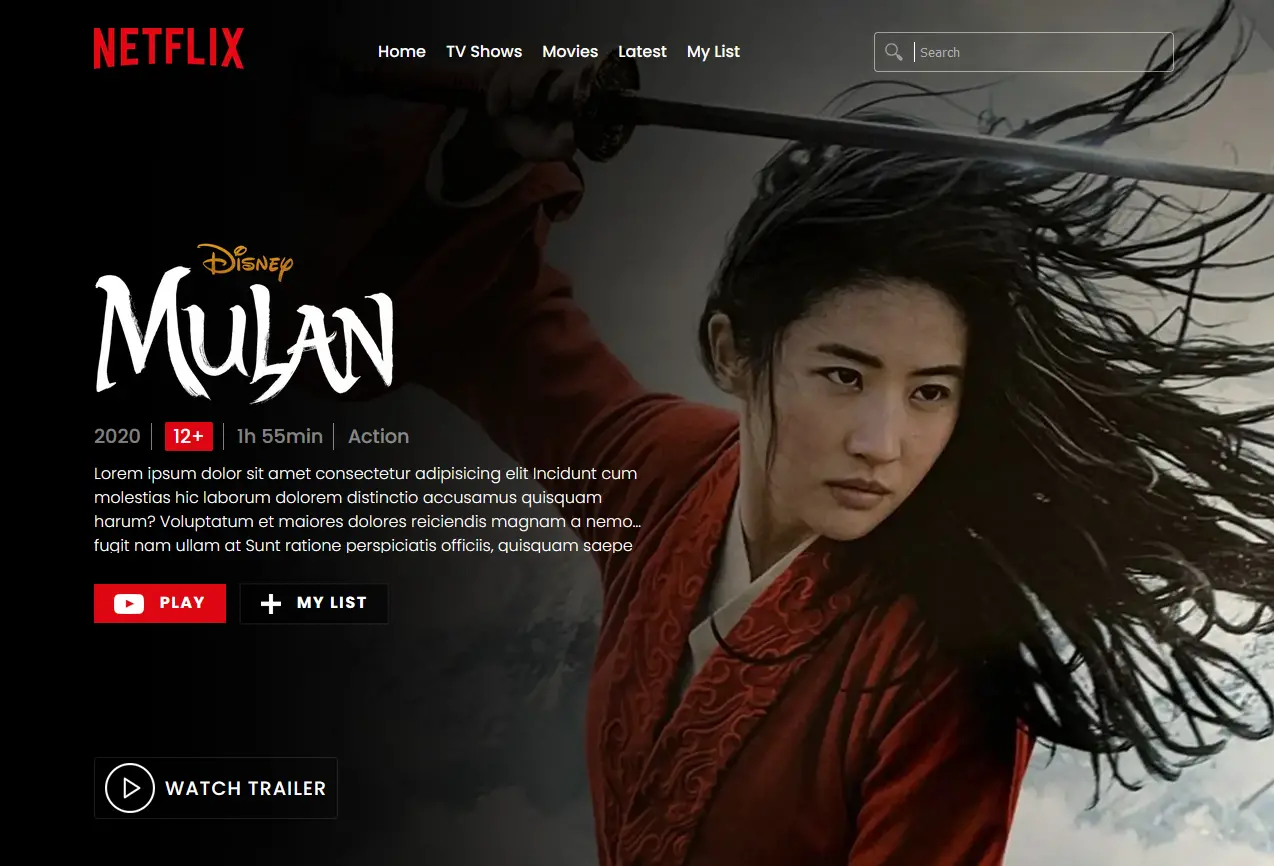 NETFLIX
Home TV Shows Movies Latest My List
Search
Disney
MULAN
2020 12+ 1h 55min Action
Lorem ipsum dolor sit amet consectetur adipisicing elit Incidunt cum
molestias hic laborum dolorem distinctio accusamus quisquam
harum? Voluptatum et maiores dolores reiciendis magnam a nemo...
fugit nam ullam at Sunt ratione perspiciatis officiis, quisquam saepe
PLAY MY LIST
WATCH TRAILER